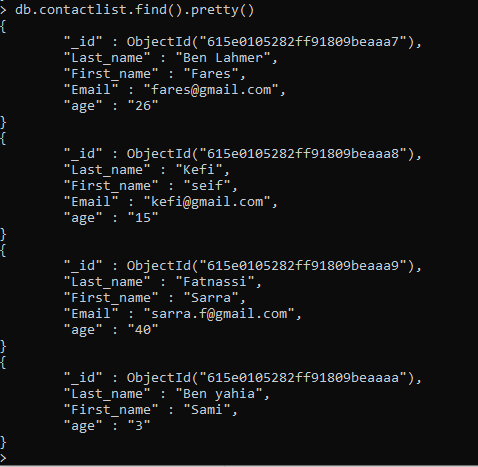 > db.contactlist.find().pretty()
{
"_id" : ObjectId("615e0105282ff91809beaaa7"),
"Last_name" : "Ben Lahmer",
"First_name" : "Fares",
"Email" : "fares@gmail.com",
"age" : "26"
}
{
"_id" : ObjectId("615e0105282ff91809beaaa8"),
"Last_name" : "Kefi",
"First_name" : "seif",
"Email" : "kefi@gmail.com",
"age" : "15"
}
{
"_id" : ObjectId("615e0105282ff91809beaaa9"),
"Last_name" : "Fatnassi",
"First_name" : "Sarra",
"Email" : "sarra.f@gmail.com",
"age" : "40"
}
{
"_id" : ObjectId("615e0105282ff91809beaaaa"),
"Last_name" : "Ben yahia",
"First_name" : "Sami",
"age" : "3"
}
>